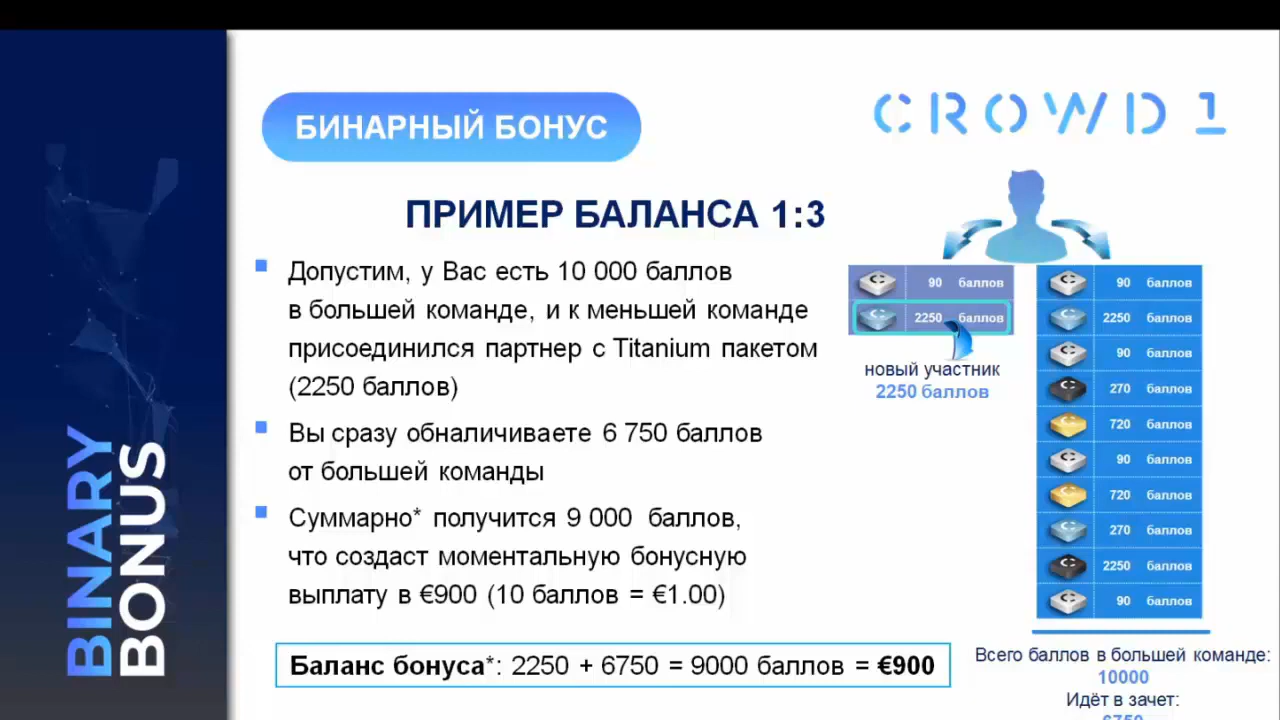 BINARY
BONUS
БИНАРНЫЙ БОНУС
CROWD1
ПРИМЕР БАЛАНСА 1:3
Допустим, у Вас есть 10 000 баллов
в большей команде, и к меньшей команде
присоединился партнер с Titanium пакетом
(2250 баллов)
Вы сразу обналичиваете 6 750 баллов
от большей команды
Суммарно* получится 9 000 баллов,
что создаст моментальную бонусную
выплату в €900 (10 баллов = €1.00)
Баланс бонуса*: 2250 + 6750 = 9000 баллов = €900
90 баллов
2250 баллов
новый участник
2250 баллов
90 баллов
2250 баллов
90 баллов
270 баллов
720 баллов
90 баллов
720 баллов
270 баллов
2250 баллов
90 баллов
Всего баллов в большей команде:
10000
Идёт в зачет:
6750